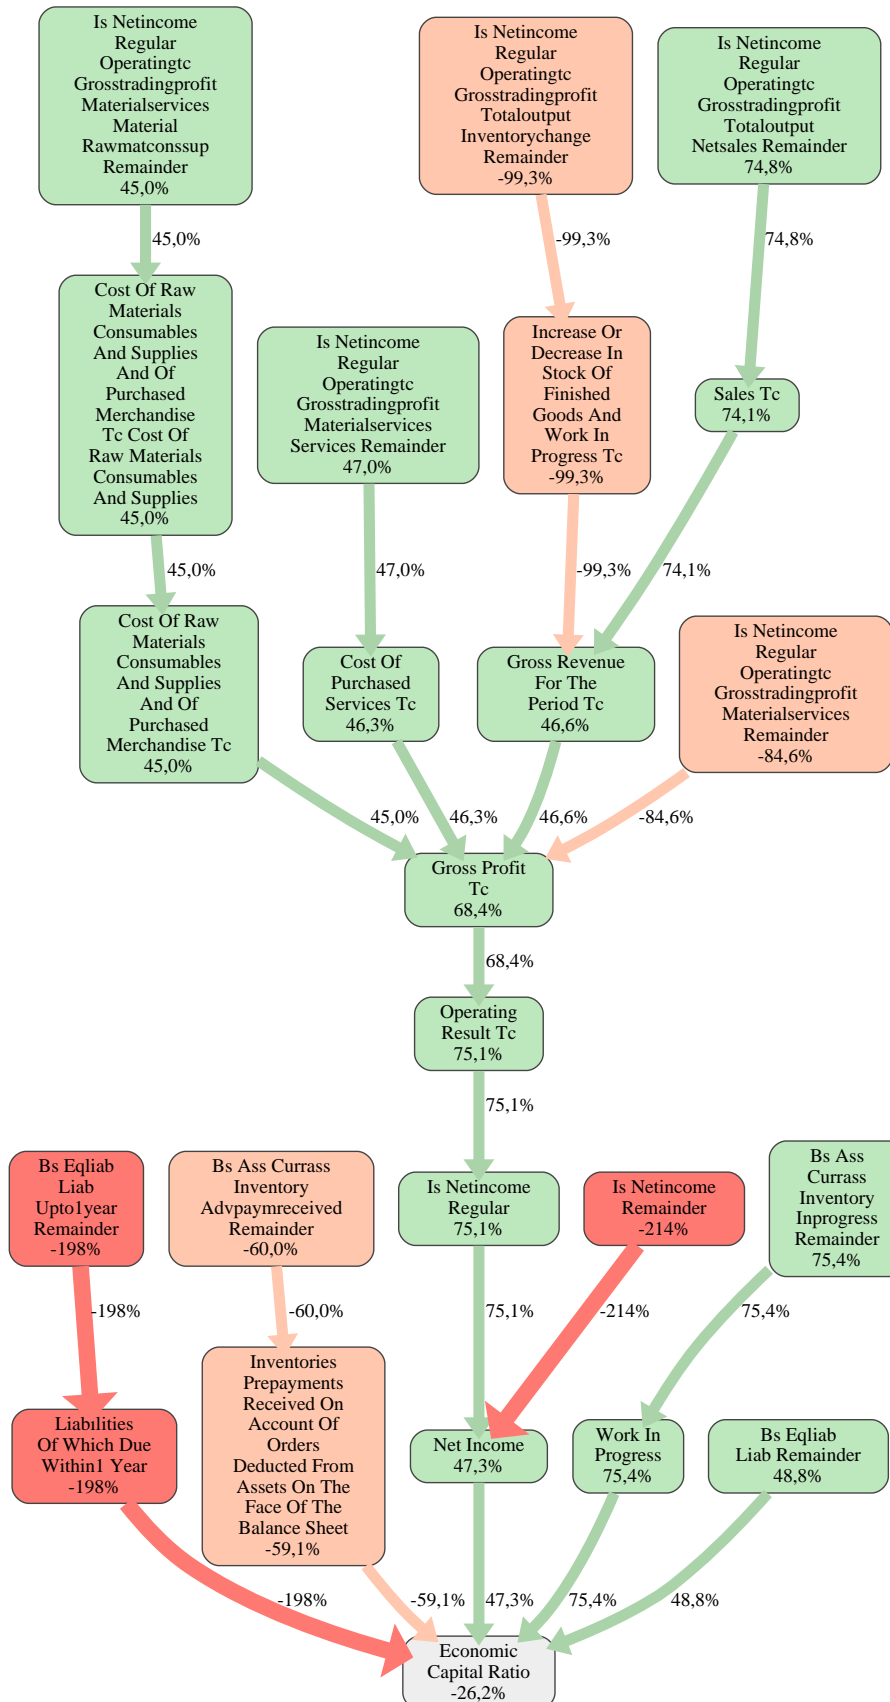 Is Netincome
Regular
Operatingtc
Grosstradingprofit
Materialservices
Material
Rawmatconssup
Remainder
45,0%
Is Netincome
Regular
Operatingtc
Grosstradingprofit
Totaloutput
Inventorychange
Remainder
-99,3%
Is Netincome
Regular
Operatingtc
Grosstradingprofit
Totaloutput
Netsales Remainder
74,8%
45,0%
-99,3%
74,8%
Cost Of Raw
Materials
Consumables
And Supplies
And Of
Purchased
Merchandise
Tc Cost Of
Raw Materials
Consumables
And Supplies
45,0%
Is Netincome
Regular
Operatingtc
Grosstradingprofit
Materialservices
Services Remainder
47,0%
Increase Or
Decrease In
Stock Of
Finished
Goods And
Work In
Progress Tc
-99,3%
Sales Tc
74,1%
45,0%
47,0%
-99,3%
74,1%
Cost Of Raw
Materials
Consumables
And Supplies
And Of
Purchased
Merchandise Tc
45,0%
Cost Of
Purchased
Services Tc
46,3%
Gross Revenue
For The
Period Tc
46,6%
Is Netincome
Regular
Operatingtc
Grosstradingprofit
Materialservices
Remainder
-84,6%
45,0%
46,3%
46,6%
-84,6%
Gross Profit
Tc
68,4%
68,4%
Operating
Result Tc
75,1%
75,1%
Bs Eqliab
Liab
Upto1year
Remainder
-198%
Bs Ass Currass
Inventory
Advpaymreceived
Remainder
-60,0%
Is Netincome
Regular
75,1%
Is Netincome
Remainder
-214%
Bs Ass
Currass
Inventory
Inprogress
Remainder
75,4%
-198%
-60,0%
75,1%
-214%
75,4%
Liabilities
Of Which Due
Within1 Year
-198%
Inventories
Prepayments
Received On
Account Of
Orders
Deducted From
Assets On The
Face Of The
Balance Sheet
-59,1%
Net Income
47,3%
Work In
Progress
75,4%
Bs Eqliab
Liab Remainder
48,8%
-198%
-59,1%
47,3%
75,4%
48,8%
Economic
Capital Ratio
-26,2%